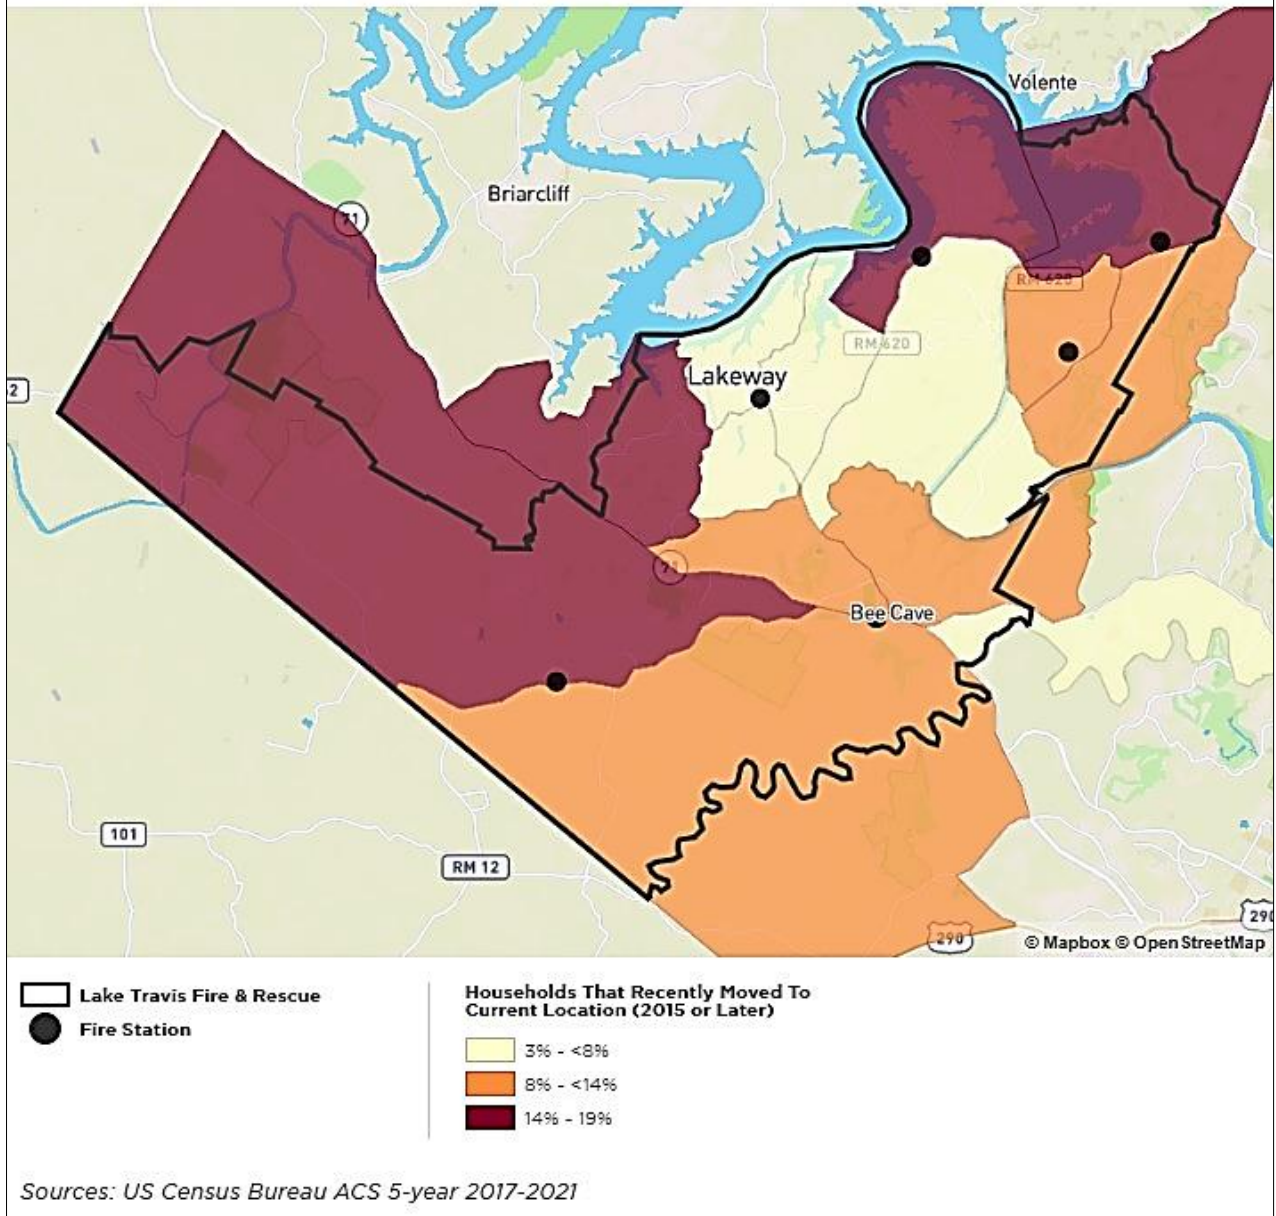 Volente
71
Briarcliff
RM 620
RM 620
2
Lakeway
71
Bee Cave
101
RM 12
290
290
© Mapbox © OpenStreetMap
Lake Travis Fire & Rescue
Fire Station
Households That Recently Moved To
Current Location (2015 or Later)
3% - <8%
8% - <14%
14% - 19%
Sources: US Census Bureau ACS 5-year 2017-2021